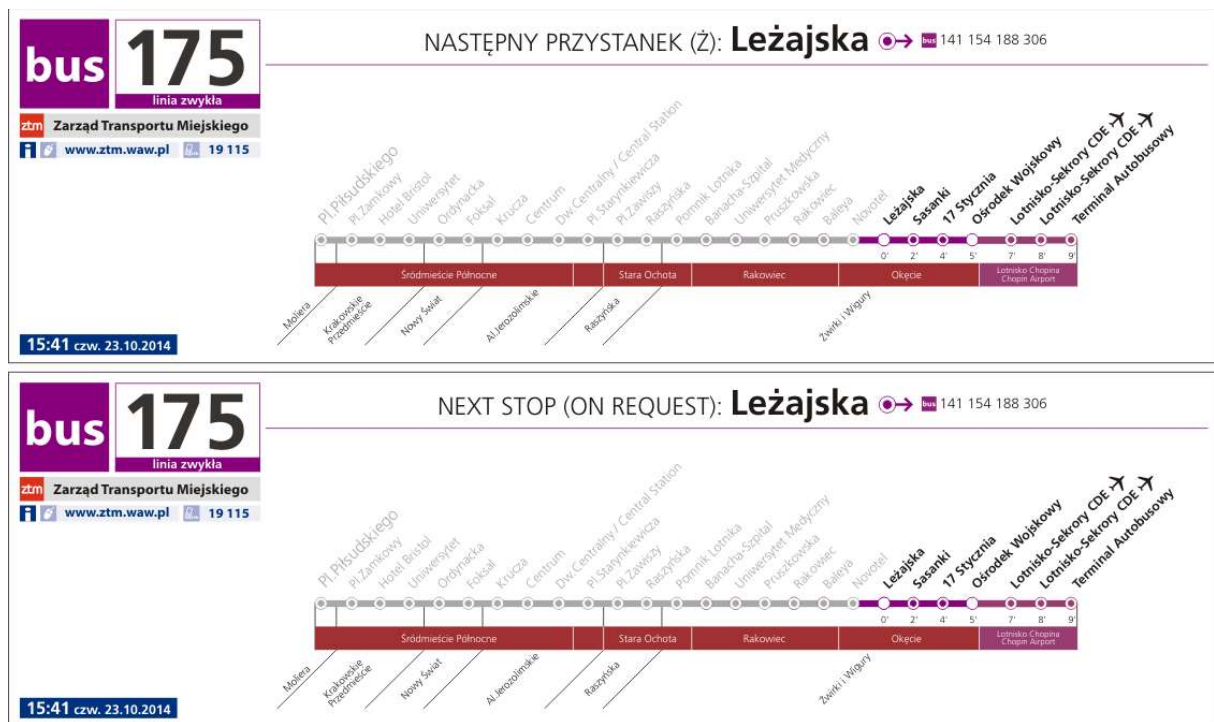 bus 175
linia zwykła
ztm Zarząd Transportu Miejskiego
i www.ztm.waw.pl 19 115
NASTĘPNY PRZYSTANEK (Ż): Leżajska bus 141 154 188 306
Pl.Piłsudskiego
Pl.Zamkowy
Hotel Bristol
Uniwersytet
Ordynacka
Foksal
Krucza
Centrum
Dw.Centralny / Central Station
Pl.Starynkiewicza
Pl.Zawiszy
Raszyńska
Pomnik Lotnika
Banacha-Szpital
Uniwersytet Medyczny
Pruszkowska
Rakowiec
Baleya
Novotel
Leżajska
Sasanki
17 Stycznia
Ośrodek Wojskowy
Lotnisko-Sekrory CDE
Lotnisko-Sekrory CDE
Terminal Autobusowy
0' 2' 4' 5' 7' 8' 9'
Śródmieście Północne Stara Ochota Rakowiec Okęcie Lotnisko Chopina
Chopin Airport
Moliera
Krakowskie
Przedmieście
Nowy Świat
Al.Jerozolimskie
Raszyńska
Żwirki i Wigury
15:41 czw. 23.10.2014
bus 175
linia zwykła
ztm Zarząd Transportu Miejskiego
i www.ztm.waw.pl 19 115
NEXT STOP (ON REQUEST): Leżajska bus 141 154 188 306
Pl.Piłsudskiego
Pl.Zamkowy
Hotel Bristol
Uniwersytet
Ordynacka
Foksal
Krucza
Centrum
Dw.Centralny / Central Station
Pl.Starynkiewicza
Pl.Zawiszy
Raszyńska
Pomnik Lotnika
Banacha-Szpital
Uniwersytet Medyczny
Pruszkowska
Rakowiec
Baleya
Novotel
Leżajska
Sasanki
17 Stycznia
Ośrodek Wojskowy
Lotnisko-Sekrory CDE
Lotnisko-Sekrory CDE
Terminal Autobusowy
0' 2' 4' 5' 7' 8' 9'
Śródmieście Północne Stara Ochota Rakowiec Okęcie Lotnisko Chopina
Chopin Airport
Moliera
Krakowskie
Przedmieście
Nowy Świat
Al.Jerozolimskie
Raszyńska
Żwirki i Wigury
15:41 czw. 23.10.2014